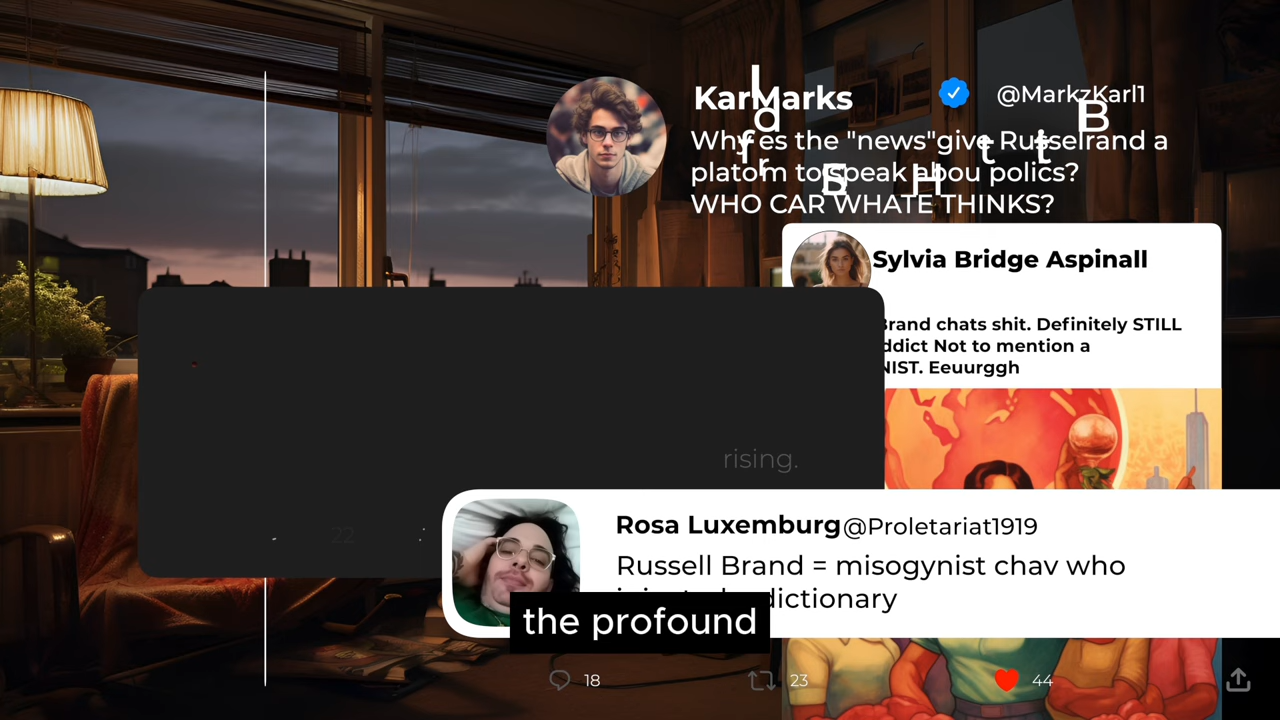 KarlMarks @MarkzKarl1
Why es the "news"give Russelrand a
platom to speak abou polics?
WHO CAR WHATE THINKS?
I
d
B
f
t t
r
S H
Sylvia Bridge Aspinall
Brand chats shit. Definitely STILL
ddict Not to mention a
NIST. Eeuurggh
rising.
22
Rosa Luxemburg @Proletariat1919
Russell Brand = misogynist chav who
dictionary
the profound
18 23 44